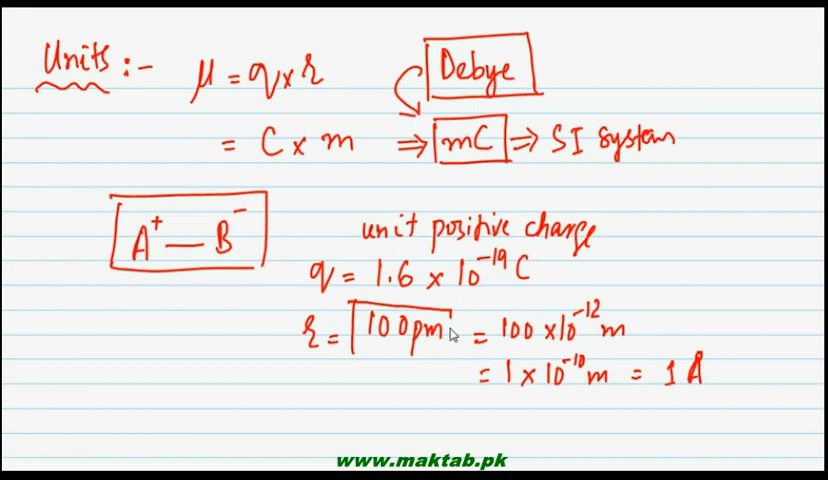 Units :-
μ = q × r
Debye
= C × m ⇒ mC ⇒ SI system
A⁺ — B⁻
unit positive charge
q = 1.6 × 10⁻¹⁹ C
r = 100pm = 100 × 10⁻¹² m
= 1 × 10⁻¹⁰ m = 1 Å
www.maktab.pk